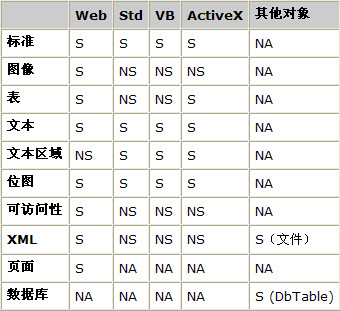 Web Std VB ActiveX 其他对象
标准 S S S S NA
图像 S NS NS NS NA
表 S NS NS S NA
文本 S S S S NA
文本区域 NS S S S NA
位图 S S S S NA
可访问性 S NS NS NS NA
XML S NS NS NS S（文件）
页面 S NA NA NA NA
数据库 NA NA NA NA S (DbTable)